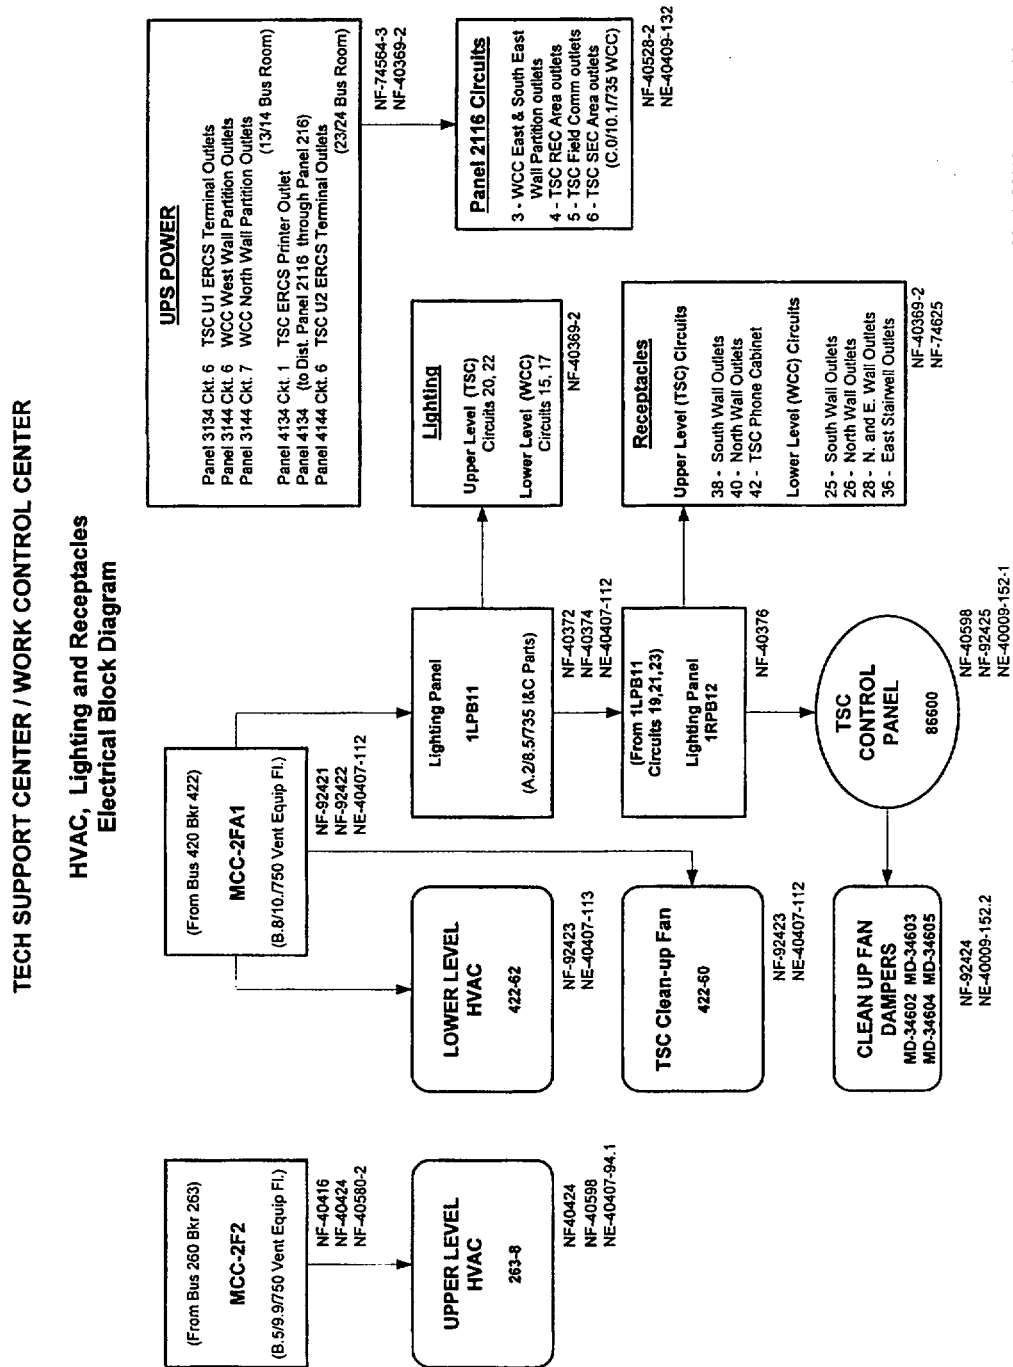 TECH SUPPORT CENTER / WORK CONTROL CENTER
HVAC, Lighting and Receptacles
Electrical Block Diagram
(From Bus 260 Bkr 263)
MCC-2F2
(B.5/9.9/750 Vent Equip Fl.)
NF-40416
NF-40424
NF-40580-2
UPPER LEVEL
HVAC
263-8
NF40424
NF-40598
NE-40407-94.1
(From Bus 420 Bkr 422)
MCC-2FA1
(B.8/10./750 Vent Equip Fl.)
NF-92421
NF-92422
NE-40407-112
LOWER LEVEL
HVAC
422-62
NF-92423
NE-40407-113
TSC Clean-up Fan
422-60
NF-92423
NE-40407-112
CLEAN UP FAN
DAMPERS
MD-34602 MD-34603
MD-34604 MD-34605
NF-92424
NE-40009-152.2
Lighting Panel
1LPB11
(A.2/8.5/735 I&C Parts)
NF-40372
NF-40374
NE-40407-112
(From 1LPB11
Circuits 19,21,23)
Lighting Panel
1RPB12
NF-40376
TSC
CONTROL
PANEL
86600
NF-40598
NF-92425
NE-40009-152-1
UPS POWER
Panel 3134 Ckt. 6 TSC U1 ERCS Terminal Outlets
Panel 3144 Ckt. 6 WCC West Wall Partition Outlets
Panel 3144 Ckt. 7 WCC North Wall Partition Outlets
(13/14 Bus Room)
Panel 4134 Ckt. 1 TSC ERCS Printer Outlet
Panel 4134 (to Dist. Panel 2116 through Panel 216)
Panel 4144 Ckt. 6 TSC U2 ERCS Terminal Outlets
(23/24 Bus Room)
NF-74564-3
NF-40369-2
Lighting
Upper Level (TSC)
Circuits 20, 22
Lower Level (WCC)
Circuits 15, 17
NF-40369-2
Panel 2116 Circuits
3 - WCC East & South East
Wall Partition outlets
4 - TSC REC Area outlets
5 - TSC Field Comm outlets
6 - TSC SEC Area outlets
(C.0/10.1/735 WCC)
NF-40528-2
NE-40409-132
Receptacles
Upper Level (TSC) Circuits
38 - South Wall Outlets
40 - North Wall Outlets
42 - TSC Phone Cabinet
Lower Level (WCC) Circuits
25 - South Wall Outlets
26 - North Wall Outlets
28 - N. and E. Wall Outlets
36 - East Stairwell Outlets
NF-40369-2
NF-74625